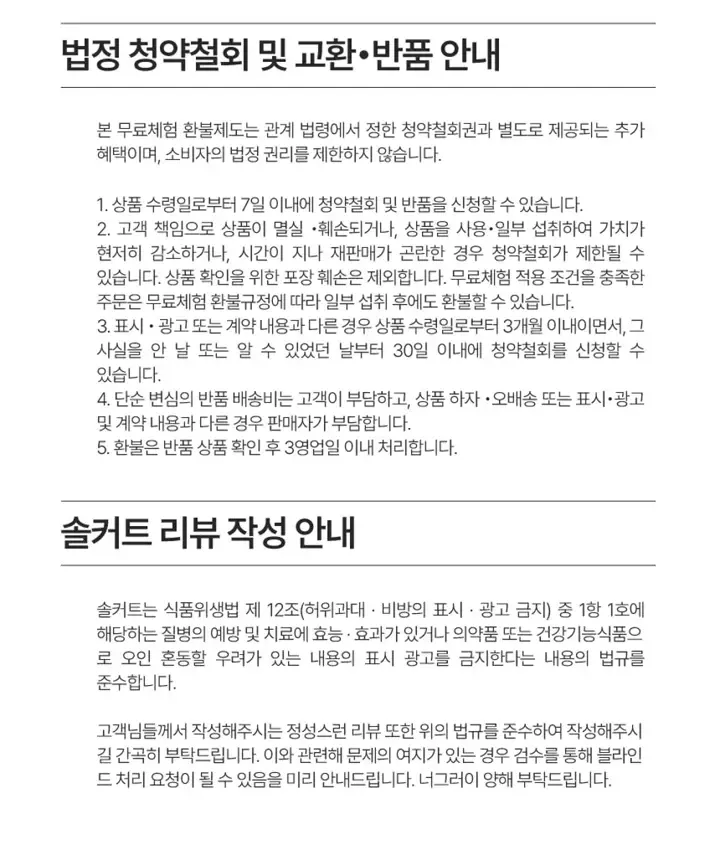 법정 청약철회 및 교환•반품 안내
본 무료체험 환불제도는 관계 법령에서 정한 청약철회권과 별도로 제공되는 추가
혜택이며, 소비자의 법정 권리를 제한하지 않습니다.
1. 상품 수령일로부터 7일 이내에 청약철회 및 반품을 신청할 수 있습니다.
2. 고객 책임으로 상품이 멸실 •훼손되거나, 상품을 사용•일부 섭취하여 가치가
현저히 감소하거나, 시간이 지나 재판매가 곤란한 경우 청약철회가 제한될 수
있습니다. 상품 확인을 위한 포장 훼손은 제외합니다. 무료체험 적용 조건을 충족한
주문은 무료체험 환불규정에 따라 일부 섭취 후에도 환불할 수 있습니다.
3. 표시 • 광고 또는 계약 내용과 다른 경우 상품 수령일로부터 3개월 이내이면서, 그
사실을 안 날 또는 알 수 있었던 날부터 30일 이내에 청약철회를 신청할 수
있습니다.
4. 단순 변심의 반품 배송비는 고객이 부담하고, 상품 하자 •오배송 또는 표시•광고
및 계약 내용과 다른 경우 판매자가 부담합니다.
5. 환불은 반품 상품 확인 후 3영업일 이내 처리합니다.
솔커트 리뷰 작성 안내
솔커트는 식품위생법 제 12조(허위과대 · 비방의 표시 · 광고 금지) 중 1항 1호에
해당하는 질병의 예방 및 치료에 효능 · 효과가 있거나 의약품 또는 건강기능식품으
로 오인 혼동할 우려가 있는 내용의 표시 광고를 금지한다는 내용의 법규를
준수합니다.
고객님들께서 작성해주시는 정성스런 리뷰 또한 위의 법규를 준수하여 작성해주시
길 간곡히 부탁드립니다. 이와 관련해 문제의 여지가 있는 경우 검수를 통해 블라인
드 처리 요청이 될 수 있음을 미리 안내드립니다. 너그러이 양해 부탁드립니다.